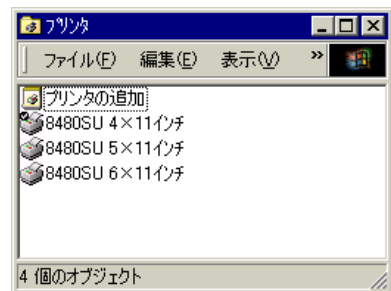 プリンタ
ファイル(F) 編集(E) 表示(V) »
プリンタの追加
8480SU 4×11インチ
8480SU 5×11インチ
8480SU 6×11インチ
4 個のオブジェクト